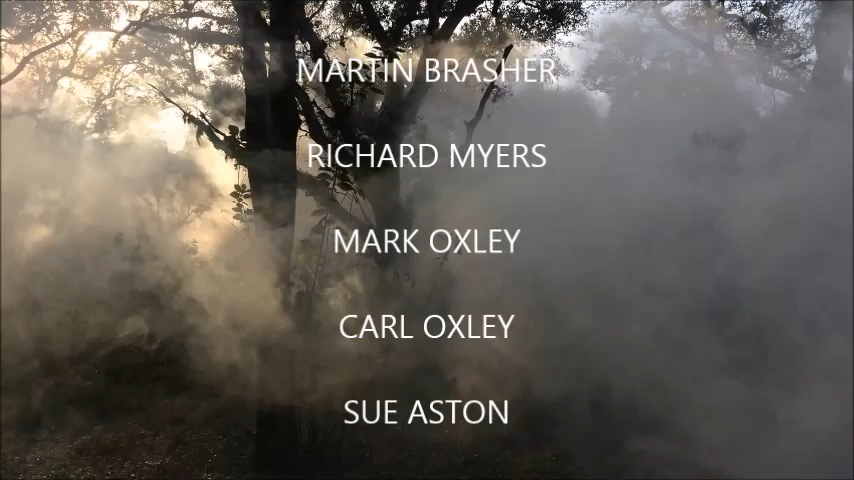 MARTIN BRASHER
RICHARD MYERS
MARK OXLEY
CARL OXLEY
SUE ASTON